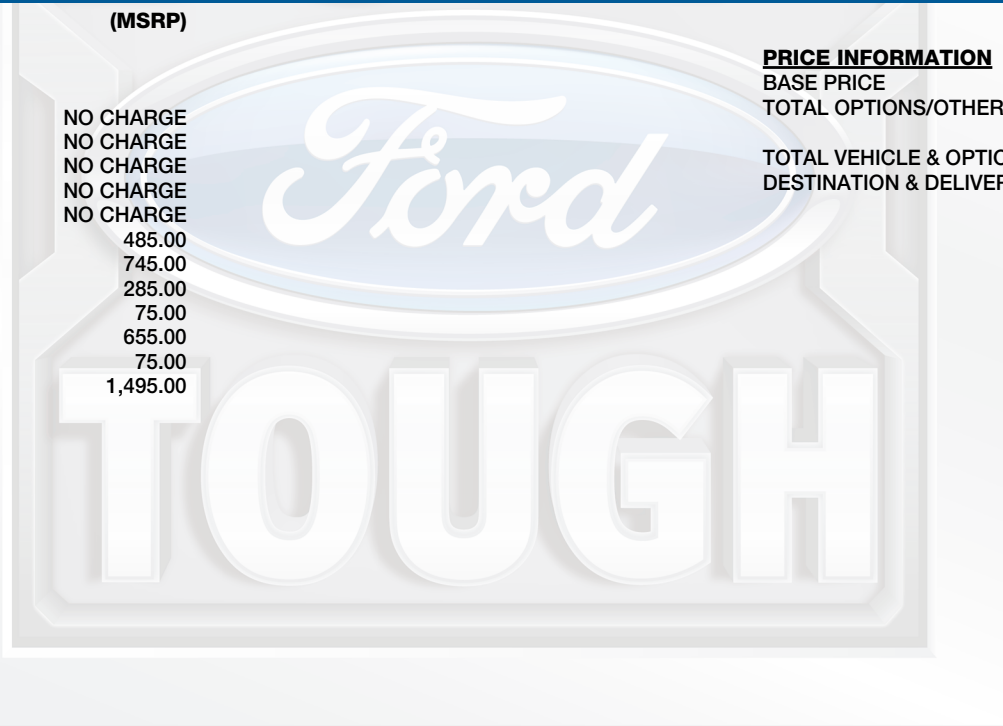 (MSRP)
NO CHARGE
NO CHARGE
NO CHARGE
NO CHARGE
NO CHARGE
485.00
745.00
285.00
75.00
655.00
75.00
1,495.00
PRICE INFORMATION
BASE PRICE
TOTAL OPTIONS/OTHER
TOTAL VEHICLE & OPTIO
DESTINATION & DELIVER
Ford
TOUGH